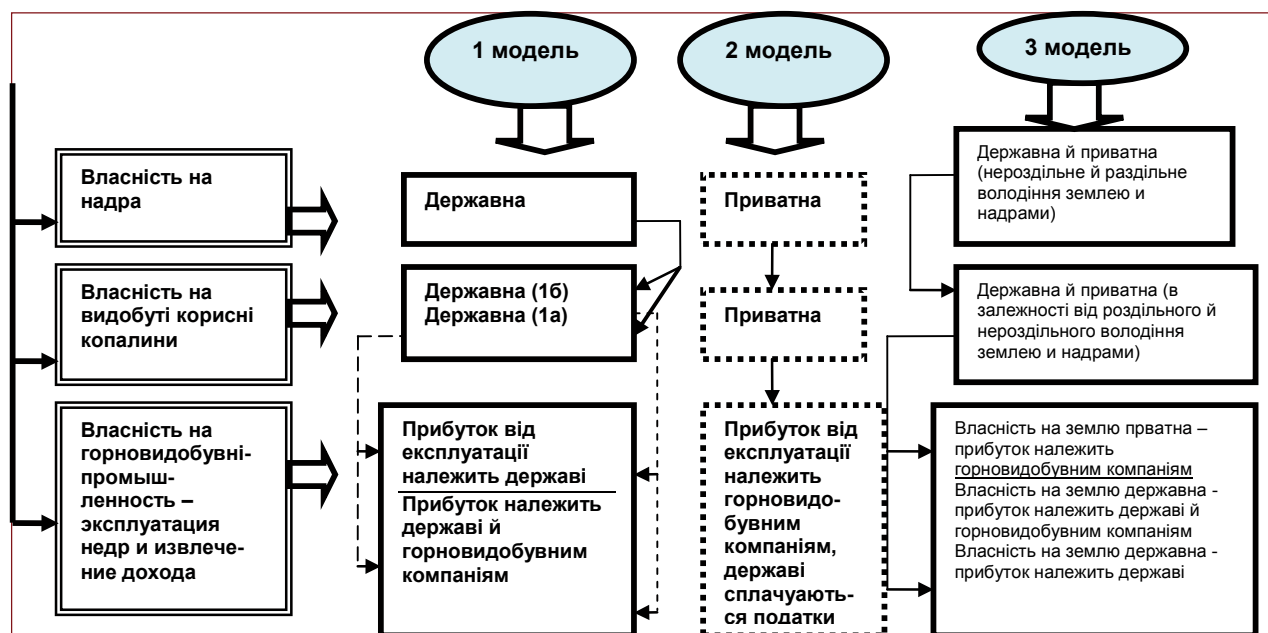 1 модель
2 модель
3 модель
Власність на
надра
Державна
Приватна
Державна й приватна
(нероздільне й раздільне
володіння землею и
надрами)
Власність на
видобуті корисні
копалини
Державна (1б)
Державна (1а)
Приватна
Державна й приватна (в
залежності від роздільного й
нероздільного володіння
землею и надрами)
Власність на
горновидобувні-
промыш-
ленность –
эксплуатация
недр и извлече-
ние дохода
Прибуток від
експлуатації
належить державі
Прибуток належить
державі й
горновидобувним
компаніям
Прибуток від
експлуатації
належить
горновидо-
бувним
компаніям,
державі
сплачуають-
ся податки
Власність на землю прватна –
прибуток належить
горновидобувним компаніям
Власність на землю державна -
прибуток належить державі й
горновидобувним компаніям
Власність на землю державна -
прибуток належить державі